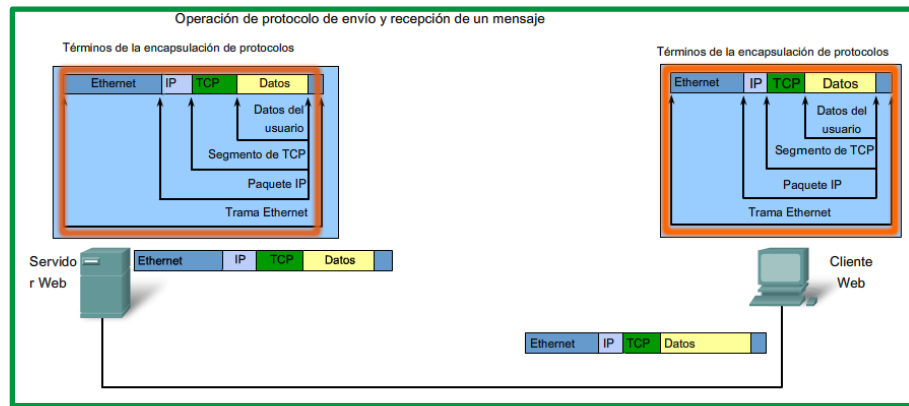 Operación de protocolo de envío y recepción de un mensaje
Términos de la encapsulación de protocolos
Ethernet IP TCP Datos
Datos del
usuario
Segmento de TCP
Paquete IP
Trama Ethernet
Términos de la encapsulación de protocolos
Ethernet IP TCP Datos
Datos del
usuario
Segmento de TCP
Paquete IP
Trama Ethernet
Servido
r Web
Ethernet IP TCP Datos
Cliente
Web
Ethernet IP TCP Datos